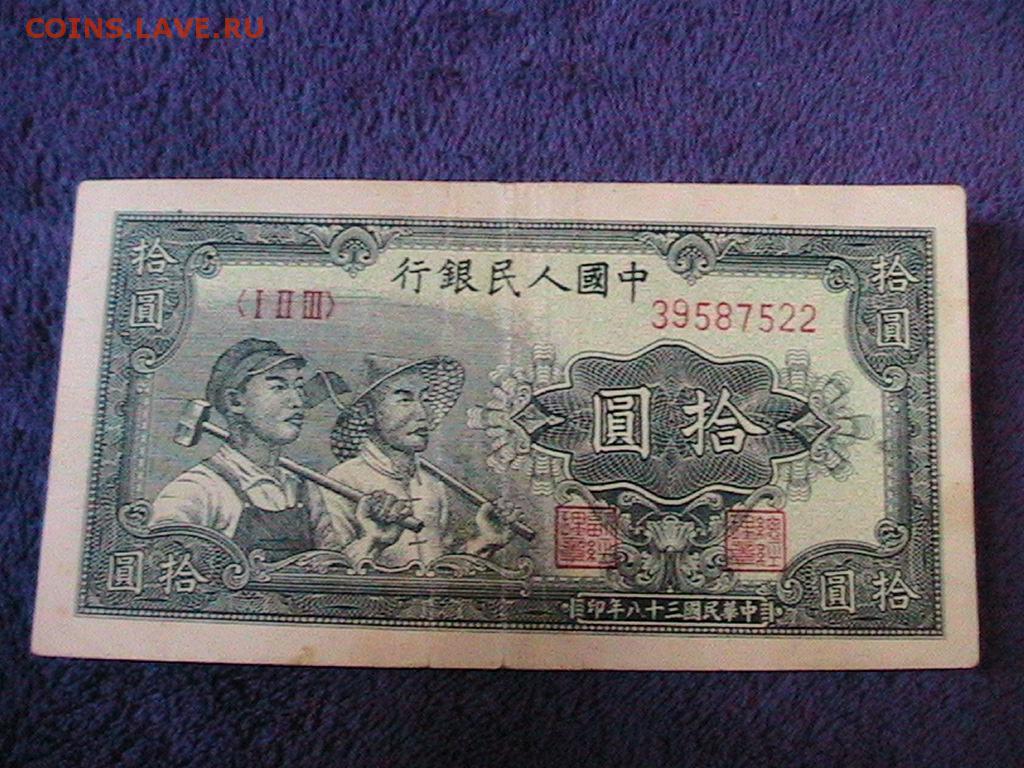 COINS.LAVE.RU
拾圓
拾圓
行銀民人國中
〈I II III〉
39587522
圓拾
圓拾
圓拾
印年八十三國民華中